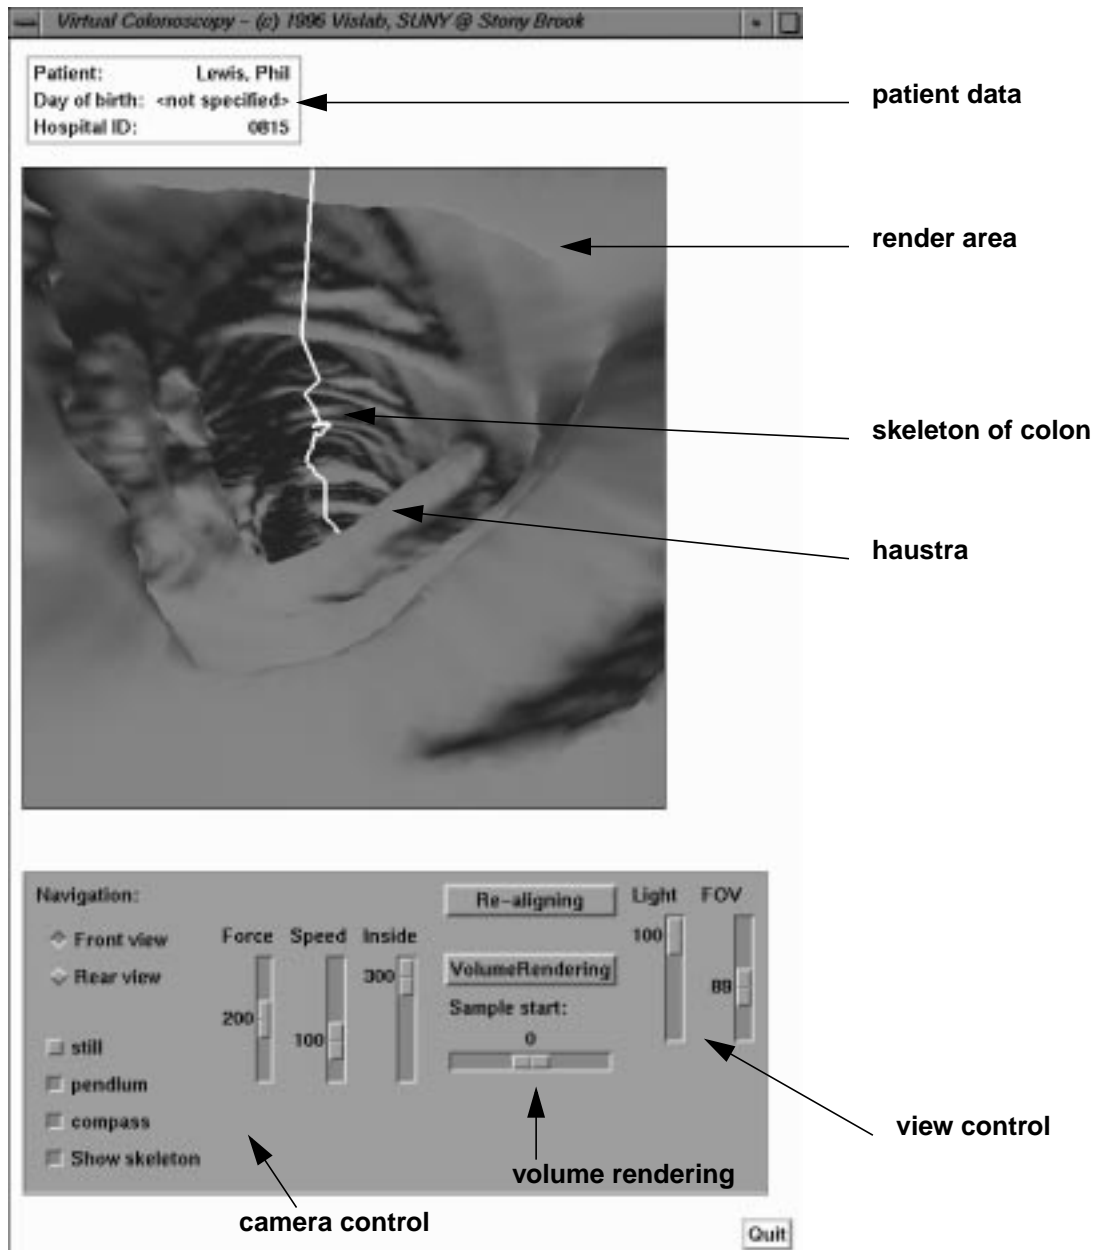 Virtual Colonoscopy - (c) 1996 Vislab, SUNY @ Stony Brook
Patient: Lewis, Phil
Day of birth: <not specified>
Hospital ID: 0815
patient data
render area
skeleton of colon
haustra
Navigation:
Front view
Rear view
still
pendlum
compass
Show skeleton
Force Speed Inside
200
100
300
Re-aligning
VolumeRendering
Sample start:
0
Light FOV
100
89
view control
volume rendering
camera control
Quit